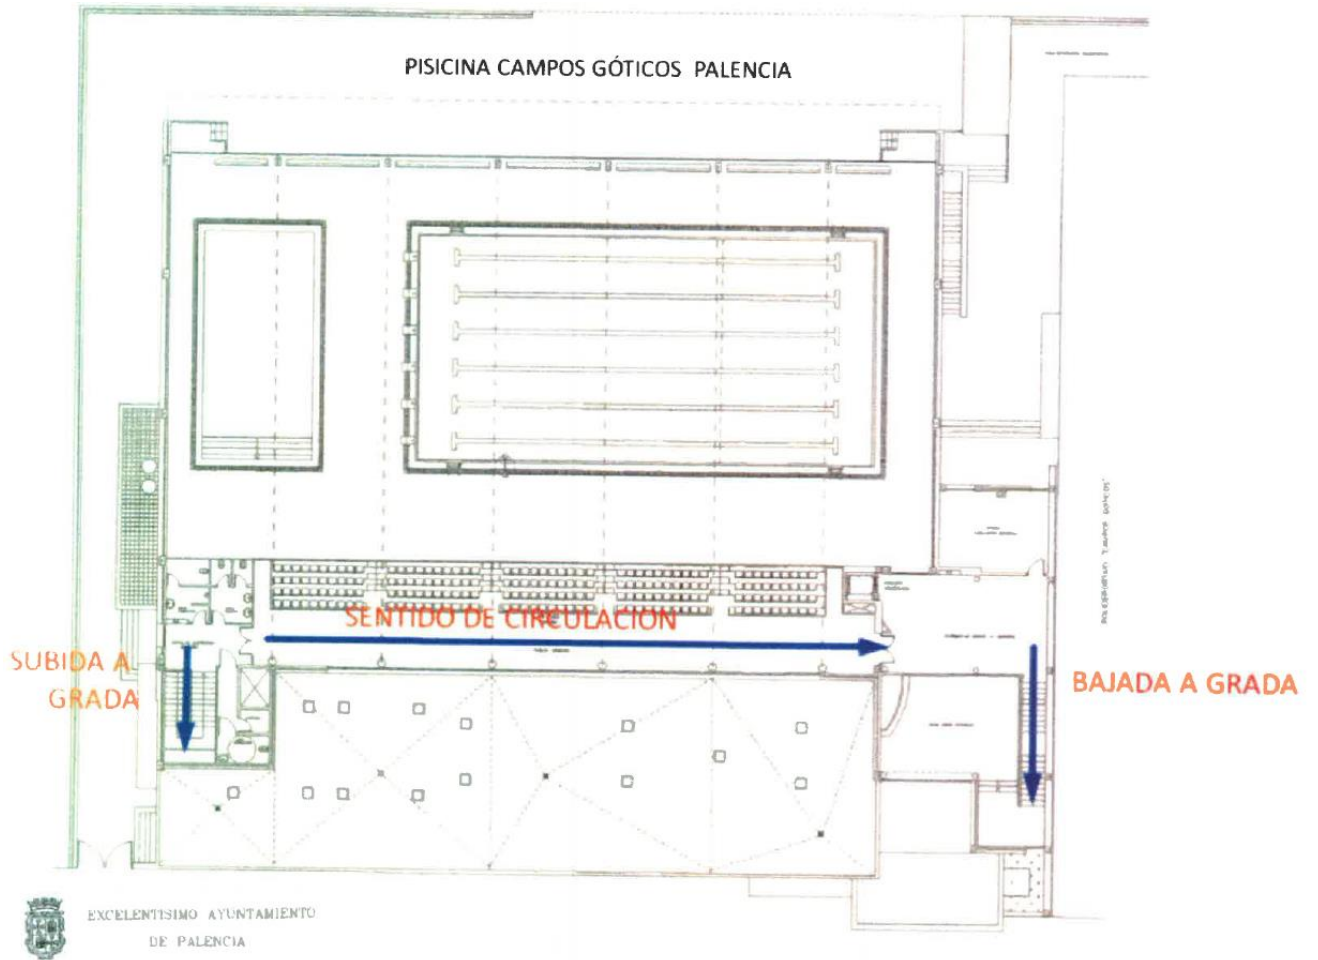 PISICINA CAMPOS GÓTICOS PALENCIA
SENTIDO DE CIRCULACION
SUBIDA A
GRADA
BAJADA A GRADA
EXCELENTISIMO AYUNTAMIENTO
DE PALENCIA